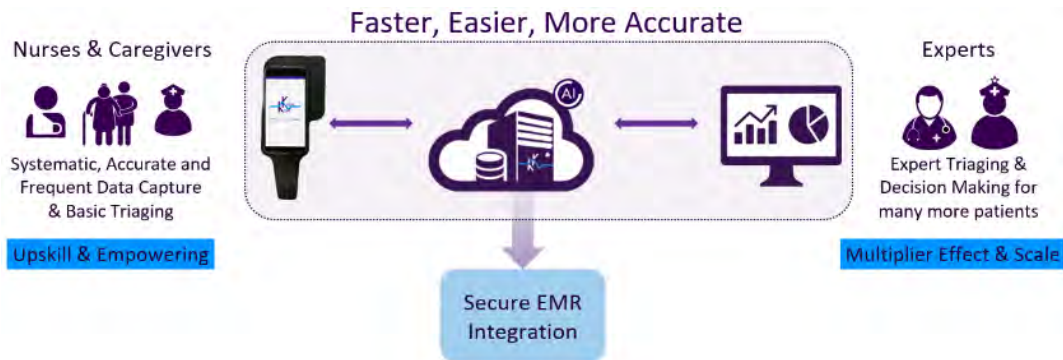 Faster, Easier, More Accurate
Nurses & Caregivers
Systematic, Accurate and
Frequent Data Capture
& Basic Triaging
Upskill & Empowering
AI
Experts
Expert Triaging &
Decision Making for
many more patients
Multiplier Effect & Scale
Secure EMR
Integration